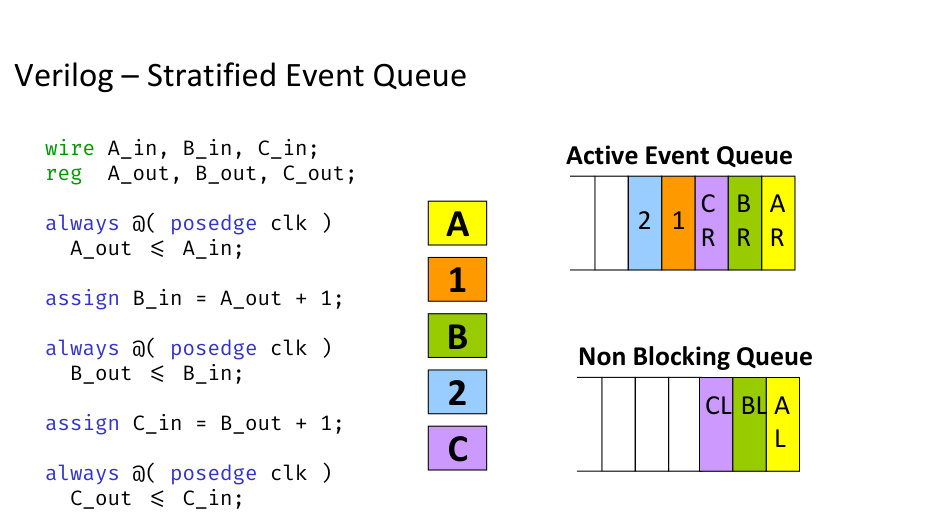 Verilog – Stratified Event Queue
wire A_in, B_in, C_in;
reg  A_out, B_out, C_out;
always @( posedge clk )
  A_out <= A_in;
assign B_in = A_out + 1;
always @( posedge clk )
  B_out <= B_in;
assign C_in = B_out + 1;
always @( posedge clk )
  C_out <= C_in;
A
1
B
2
C
Active Event Queue
2 1 C B A
R R R
Non Blocking Queue
CL BL A
L